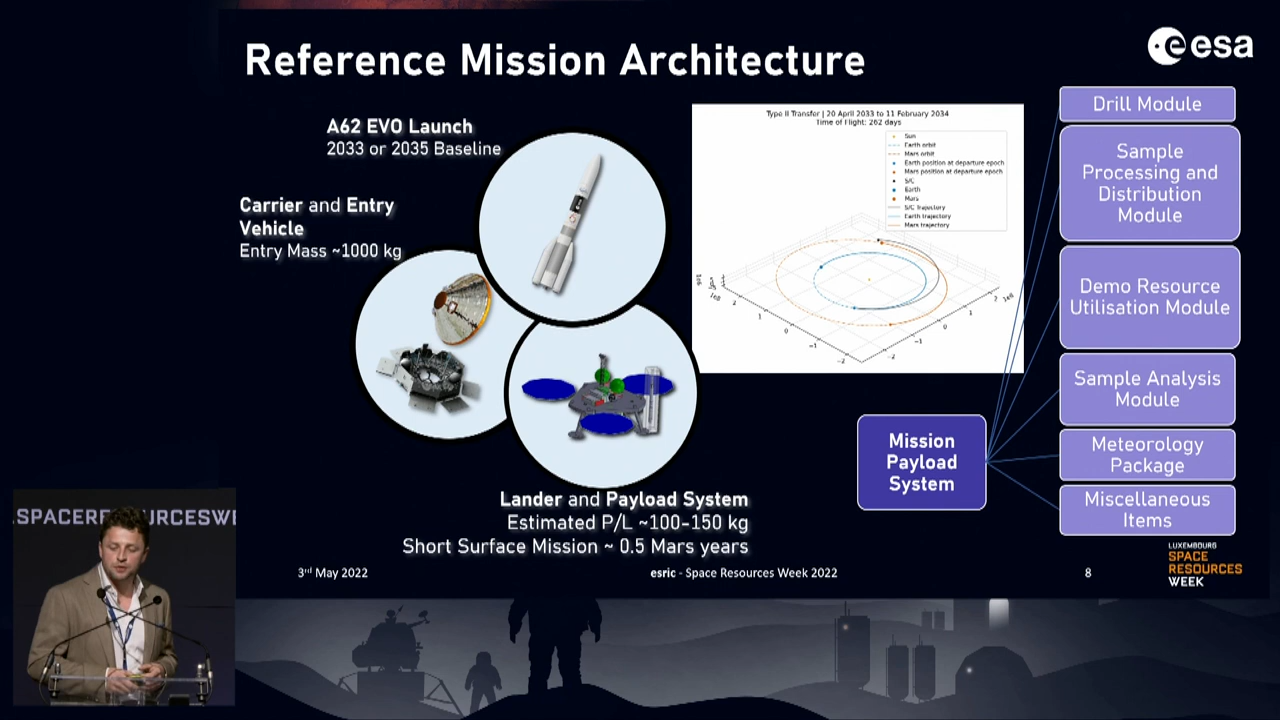 Reference Mission Architecture
esa
A62 EVO Launch
2033 or 2035 Baseline
Carrier and Entry
Vehicle
Entry Mass ~1000 kg
Type II Transfer | 20 April 2033 to 11 February 2034
Time of Flight: 262 days
Sun
Earth orbit
Mars orbit
Earth position at departure epoch
Mars position at departure epoch
S/C
Earth
Mars
S/C trajectory
Earth trajectory
Mars trajectory
Drill Module
Sample
Processing and
Distribution
Module
Demo Resource
Utilisation Module
Sample Analysis
Module
Meteorology
Package
Miscellaneous
Items
Mission
Payload
System
Lander and Payload System
Estimated P/L ~100-150 kg
Short Surface Mission ~ 0.5 Mars years
3rd May 2022
esric - Space Resources Week 2022
8
LUXEMBOURG
SPACE
RESOURCES
WEEK